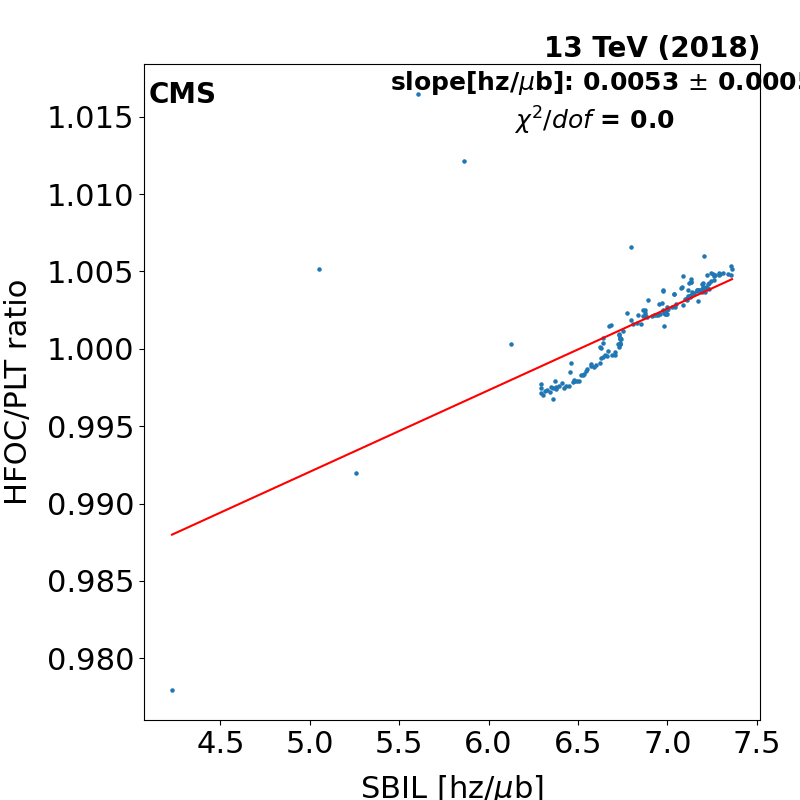 13 TeV (2018)
CMS
slope[hz/μb]: 0.0053 ± 0.0005
χ²/dof = 0.0
1.015
1.010
1.005
1.000
0.995
0.990
0.985
0.980
HFOC/PLT ratio
4.5 5.0 5.5 6.0 6.5 7.0 7.5
SBIL [hz/μb]